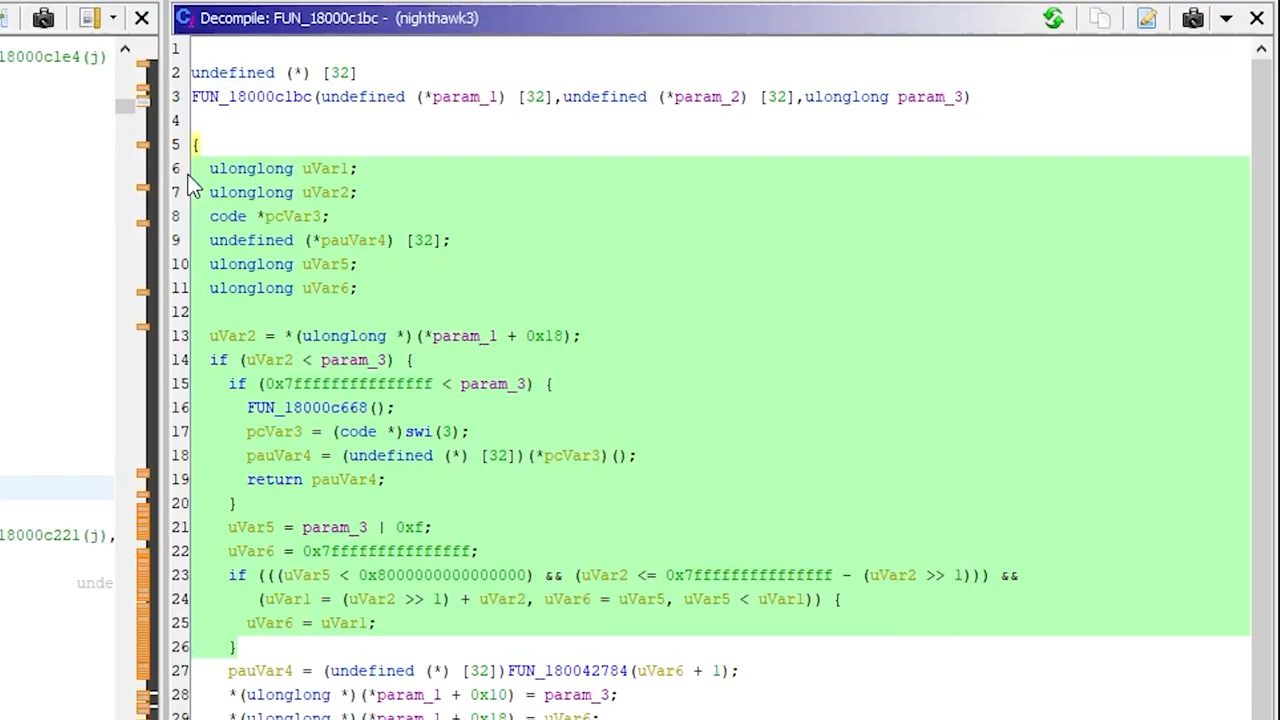 Decompile: FUN_18000c1bc - (nighthawk3)
18000c1e4(j)
1
2 undefined (*) [32]
3 FUN_18000c1bc(undefined (*param_1) [32],undefined (*param_2) [32],ulonglong param_3)
4
5 {
6 ulonglong uVar1;
7 ulonglong uVar2;
8 code *pcVar3;
9 undefined (*pauVar4) [32];
10 ulonglong uVar5;
11 ulonglong uVar6;
12
13 uVar2 = *(ulonglong *)(*param_1 + 0x18);
14 if (uVar2 < param_3) {
15 if (0x7fffffffffffffff < param_3) {
16 FUN_18000c668();
17 pcVar3 = (code *)swi(3);
18 pauVar4 = (undefined (*) [32])(*pcVar3)();
19 return pauVar4;
20 }
21 uVar5 = param_3 | 0xf;
18000c221(j),
22 uVar6 = 0x7fffffffffffffff;
23 if (((uVar5 < 0x8000000000000000) && (uVar2 <= 0x7fffffffffffffff - (uVar2 >> 1))) &&
unde
24 (uVar1 = (uVar2 >> 1) + uVar2, uVar6 = uVar5, uVar5 < uVar1)) {
25 uVar6 = uVar1;
26 }
27 pauVar4 = (undefined (*) [32])FUN_180042784(uVar6 + 1);
28 *(ulonglong *)(*param_1 + 0x10) = param_3;
29 *(ulonglong *)(*param_1 + 0x18) = uVar6;